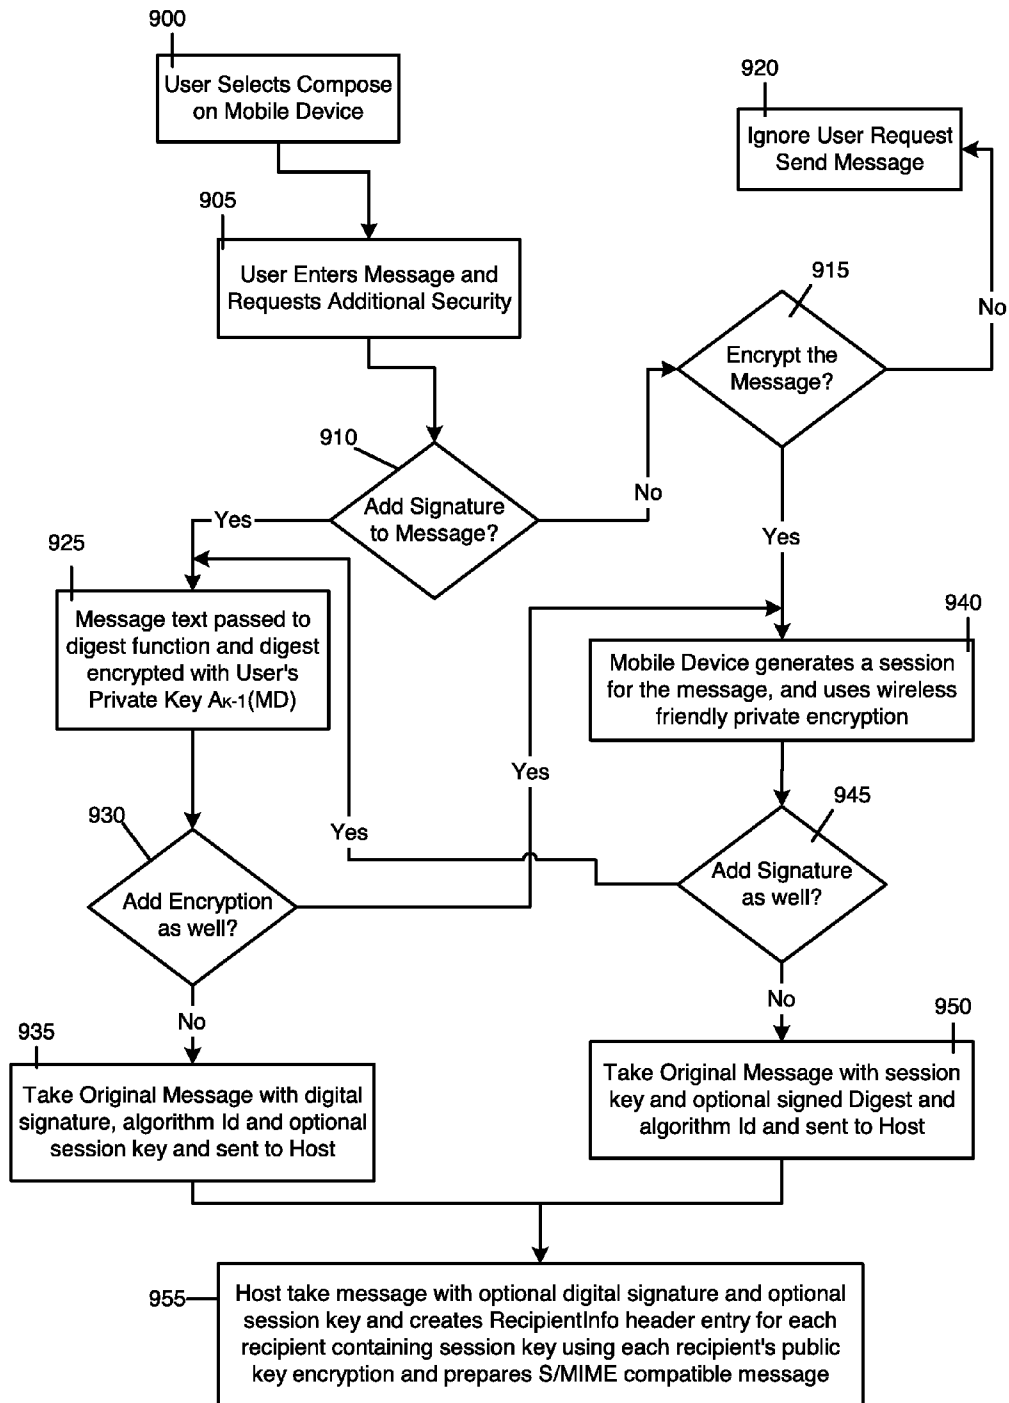 900
User Selects Compose
on Mobile Device
920
Ignore User Request
Send Message
905
User Enters Message and
Requests Additional Security
915
Encrypt the
Message?
No
910
Add Signature
to Message?
No
Yes
Yes
925
Message text passed to
digest function and digest
encrypted with User's
Private Key AK-1(MD)
940
Mobile Device generates a session
for the message, and uses wireless
friendly private encryption
Yes
Yes
930
Add Encryption
as well?
945
Add Signature
as well?
No
No
935
Take Original Message with digital
signature, algorithm Id and optional
session key and sent to Host
950
Take Original Message with session
key and optional signed Digest and
algorithm Id and sent to Host
955
Host take message with optional digital signature and optional
session key and creates RecipientInfo header entry for each
recipient containing session key using each recipient's public
key encryption and prepares S/MIME compatible message